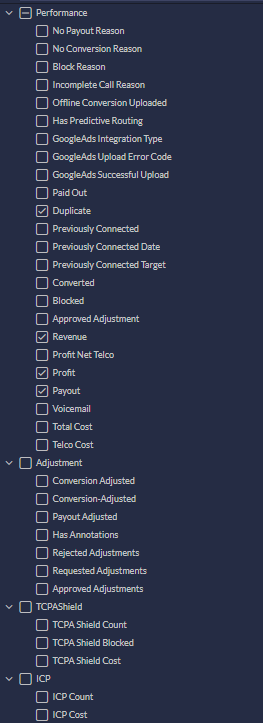 Performance
No Payout Reason
No Conversion Reason
Block Reason
Incomplete Call Reason
Offline Conversion Uploaded
Has Predictive Routing
GoogleAds Integration Type
GoogleAds Upload Error Code
GoogleAds Successful Upload
Paid Out
Duplicate
Previously Connected
Previously Connected Date
Previously Connected Target
Converted
Blocked
Approved Adjustment
Revenue
Profit Net Telco
Profit
Payout
Voicemail
Total Cost
Telco Cost
Adjustment
Conversion Adjusted
Conversion-Adjusted
Payout Adjusted
Has Annotations
Rejected Adjustments
Requested Adjustments
Approved Adjustments
TCPAShield
TCPA Shield Count
TCPA Shield Blocked
TCPA Shield Cost
ICP
ICP Count
ICP Cost